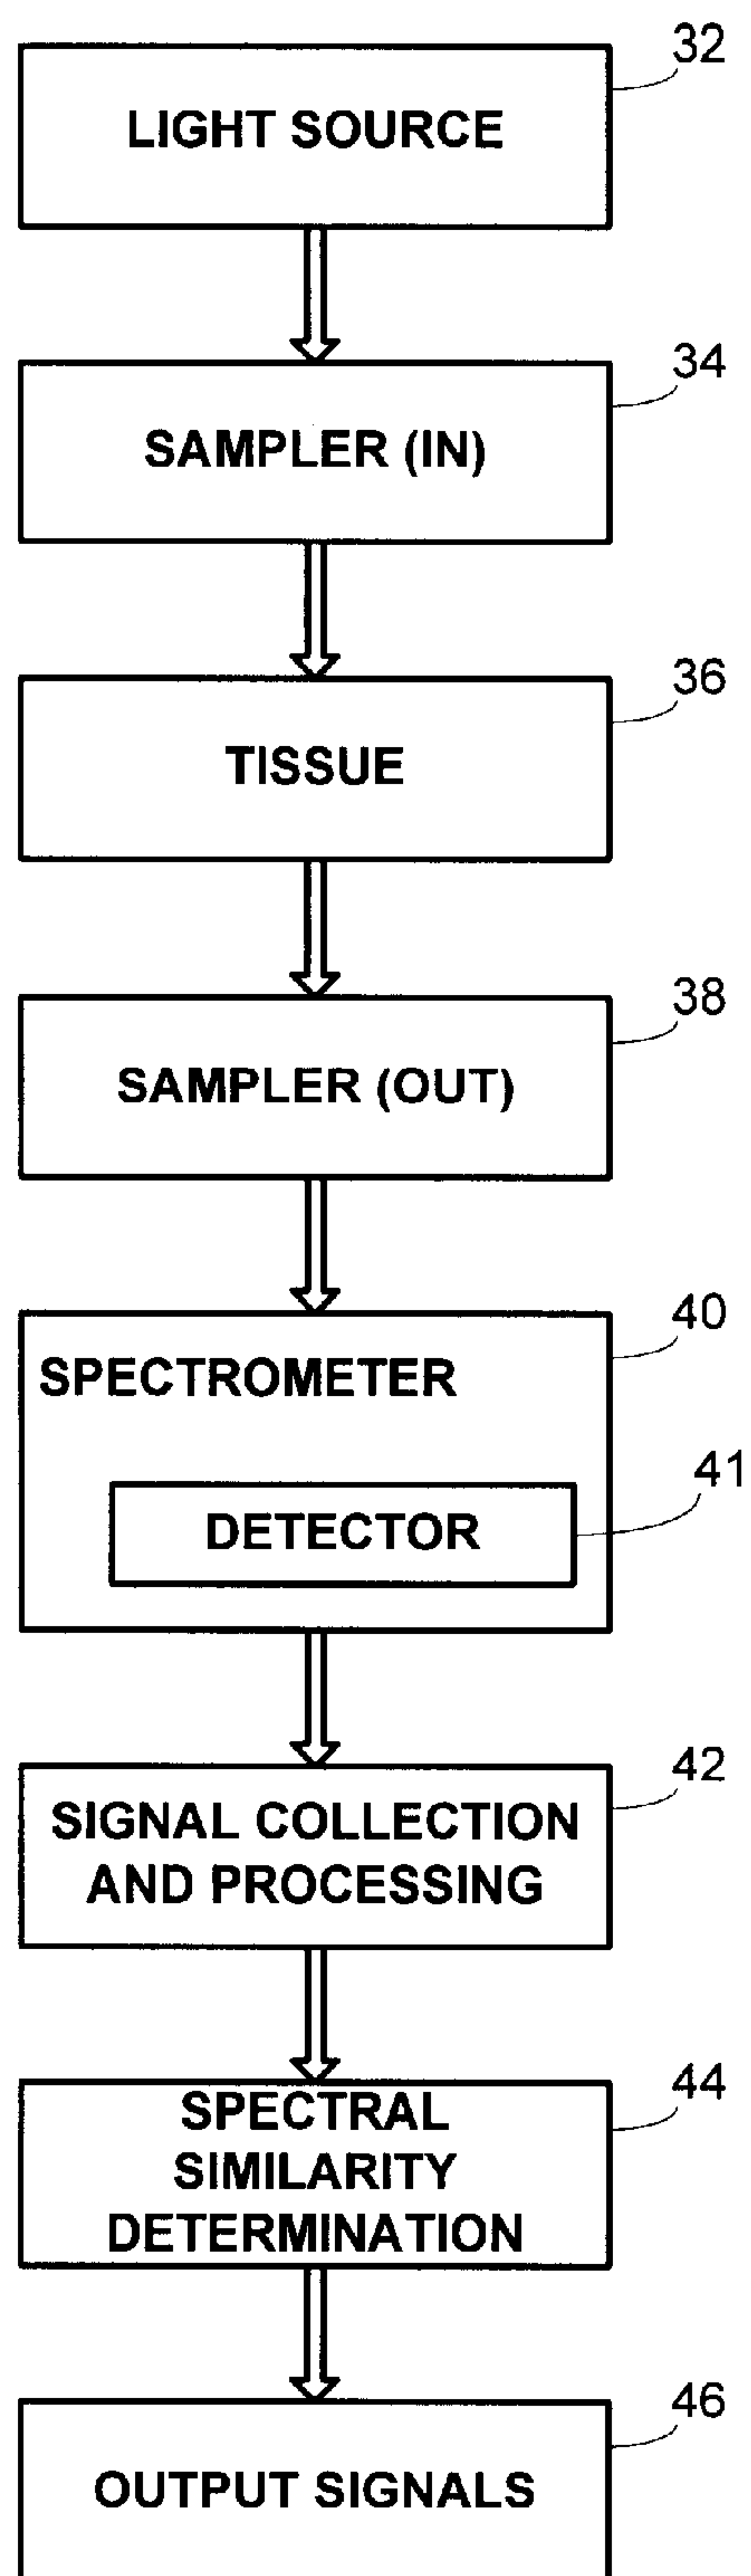 32
LIGHT SOURCE
34
SAMPLER (IN)
36
TISSUE
38
SAMPLER (OUT)
40
SPECTROMETER
41
DETECTOR
42
SIGNAL COLLECTION
AND PROCESSING
44
SPECTRAL
SIMILARITY
DETERMINATION
46
OUTPUT SIGNALS